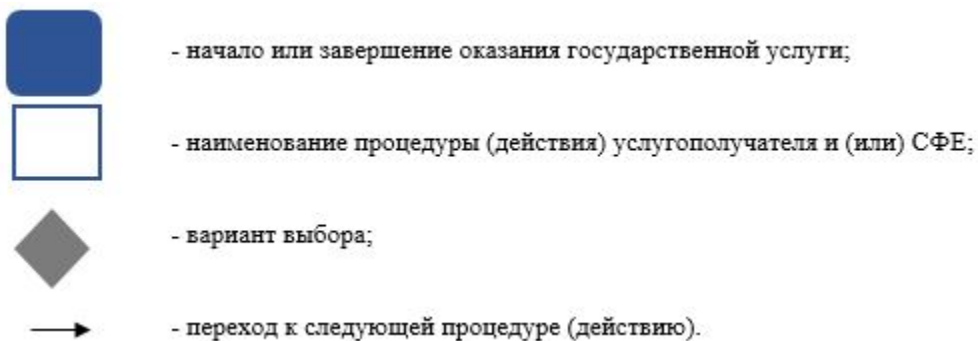 - начало или завершение оказания государственной услуги;
- наименование процедуры (действия) услугополучателя и (или) СФЕ;
- вариант выбора;
- переход к следующей процедуре (действию).